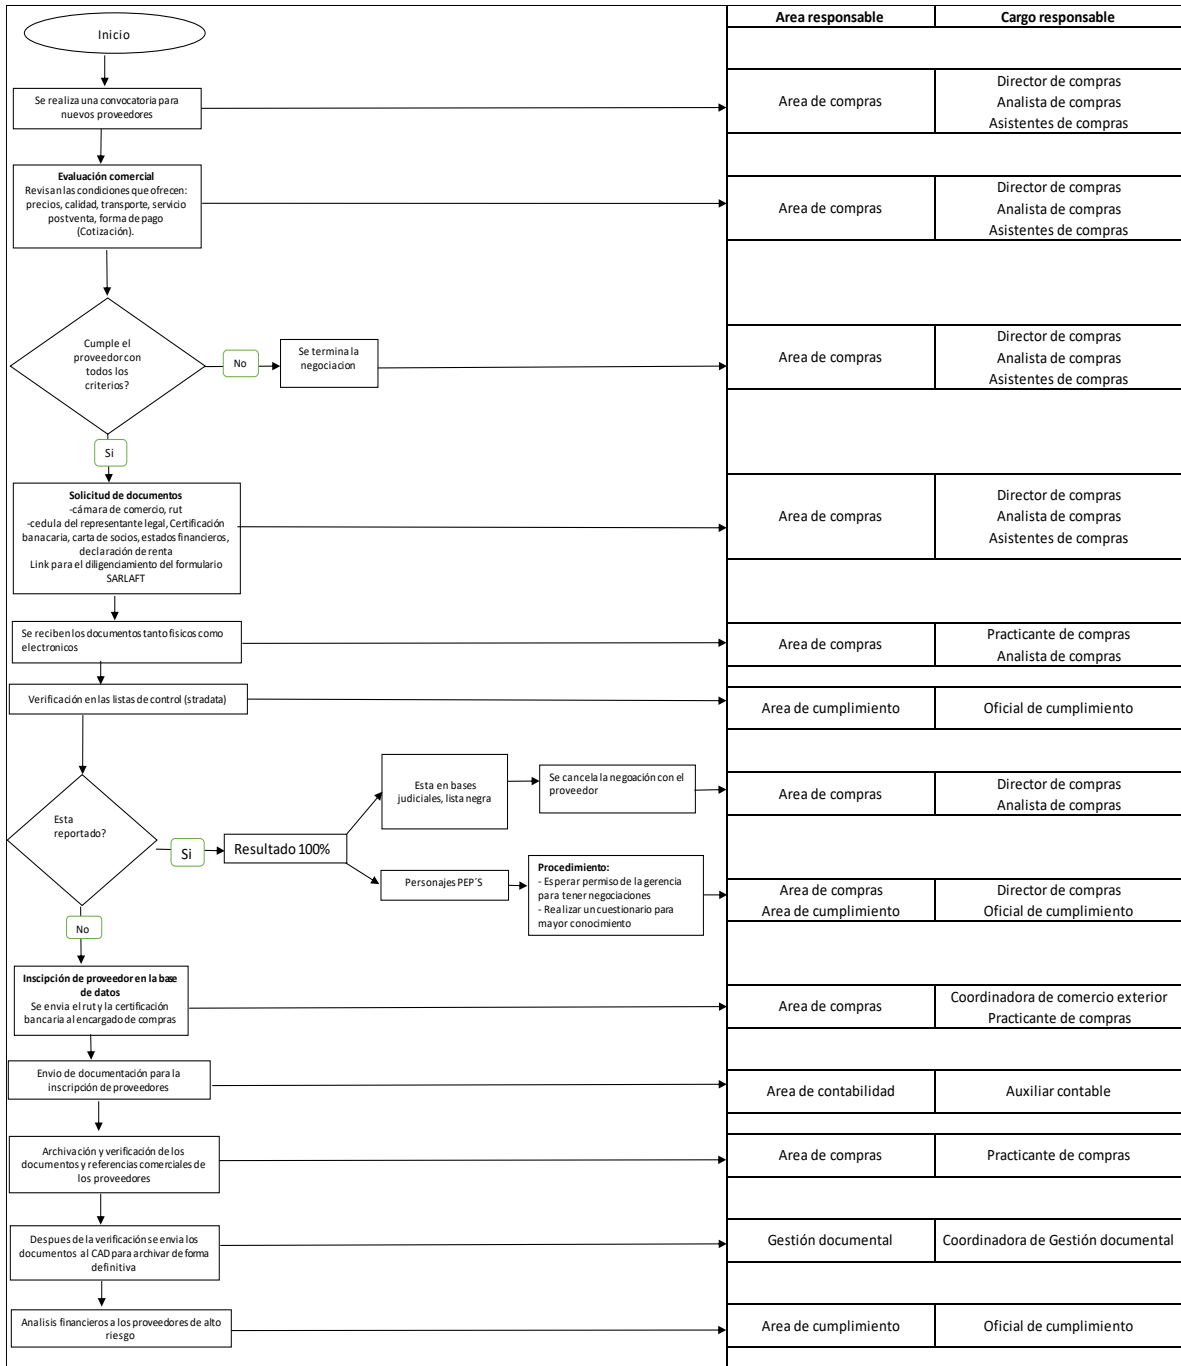 Area responsable
Cargo responsable
Inicio
Se realiza una convocatoria para
nuevos proveedores
Area de compras
Director de compras
Analista de compras
Asistentes de compras
Evaluación comercial
Revisan las condiciones que ofrecen:
precios, calidad, transporte, servicio
postventa, forma de pago
(Cotización).
Area de compras
Director de compras
Analista de compras
Asistentes de compras
Cumple el
proveedor con
todos los
criterios?
No
Se termina la
negociacion
Area de compras
Director de compras
Analista de compras
Asistentes de compras
Si
Solicitud de documentos
-cámara de comercio, rut
-cedula del representante legal, Certificación
banacaria, carta de socios, estados financieros,
declaración de renta
Link para el diligenciamiento del formulario
SARLAFT
Area de compras
Director de compras
Analista de compras
Asistentes de compras
Se reciben los documentos tanto fisicos como
electronicos
Area de compras
Practicante de compras
Analista de compras
Verificación en las listas de control (stradata)
Area de cumplimiento
Oficial de cumplimiento
Esta
reportado?
Si
Resultado 100%
Esta en bases
judiciales, lista negra
Se cancela la negoación con el
proveedor
Area de compras
Director de compras
Analista de compras
Personajes PEP´S
Procedimiento:
- Esperar permiso de la gerencia
para tener negociaciones
- Realizar un cuestionario para
mayor conocimiento
Area de compras
Area de cumplimiento
Director de compras
Oficial de cumplimiento
No
Inscipción de proveedor en la base
de datos
Se envia el rut y la certificación
bancaria al encargado de compras
Area de compras
Coordinadora de comercio exterior
Practicante de compras
Envio de documentación para la
inscripción de proveedores
Area de contabilidad
Auxiliar contable
Archivación y verificación de los
documentos y referencias comerciales de
los proveedores
Area de compras
Practicante de compras
Despues de la verificación se envia los
documentos al CAD para archivar de forma
definitiva
Gestión documental
Coordinadora de Gestión documental
Analisis financieros a los proveedores de alto
riesgo
Area de cumplimiento
Oficial de cumplimiento